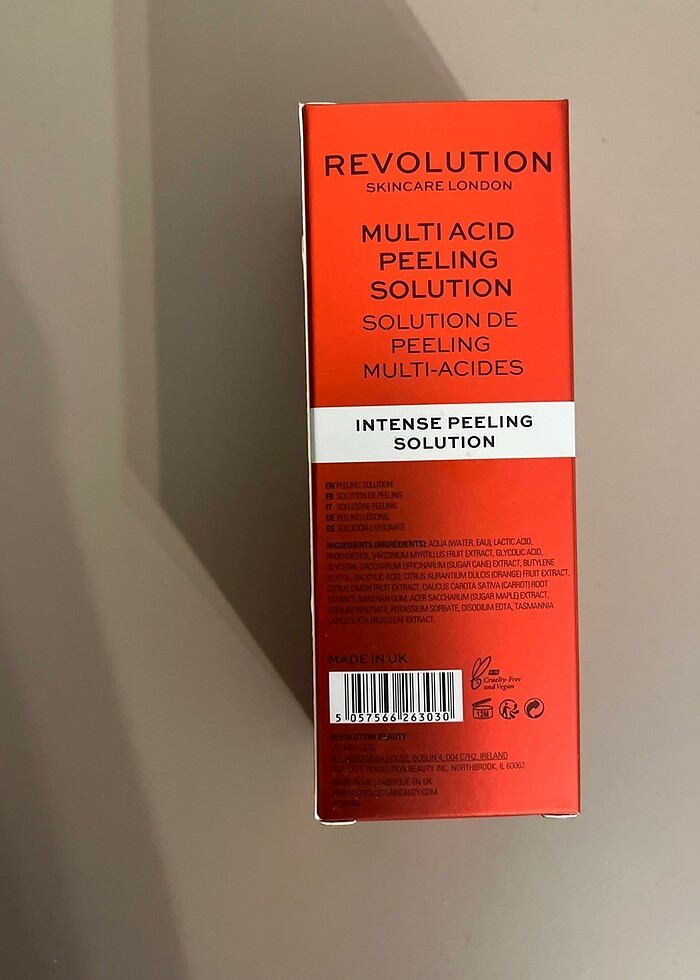 REVOLUTION
SKINCARE LONDON
MULTI ACID
PEELING
SOLUTION
SOLUTION DE
PEELING
MULTI-ACIDES
INTENSE PEELING
SOLUTION
EN PEELING SOLUTION
FR SOLUTION DE PEELING
IT SOLUZIONE PEELING
DE PEELING LÖSUNG
ES SOLUCIÓN EXFOLIANTE
INGREDIENTS (INGRÉDIENTS): AQUA (WATER, EAU), LACTIC ACID,
PROPANEDIOL, VACCINIUM MYRTILLUS FRUIT EXTRACT, GLYCOLIC ACID,
GLYCERIN, SACCHARUM OFFICINARUM (SUGAR CANE) EXTRACT, BUTYLENE
GLYCOL, SALICYLIC ACID, CITRUS AURANTIUM DULCIS (ORANGE) FRUIT EXTRACT,
CITRUS LIMON FRUIT EXTRACT, DAUCUS CAROTA SATIVA (CARROT) ROOT
EXTRACT, XANTHAN GUM, ACER SACCHARUM (SUGAR MAPLE) EXTRACT,
SODIUM BENZOATE, POTASSIUM SORBATE, DISODIUM EDTA, TASMANNIA
LANCEOLATA FRUIT/LEAF EXTRACT.
MADE IN UK
Cruelty-Free
and Vegan
5 057566 263030
12M
REVOLUTION BEAUTY
HOUSE, DUBLIN 4, D04 C7H2, IRELAND
REVOLUTION BEAUTY INC. NORTHBROOK, IL 60062
MADE IN UK | FABRIQUÉ EN UK
REVOLUTIONBEAUTY.COM